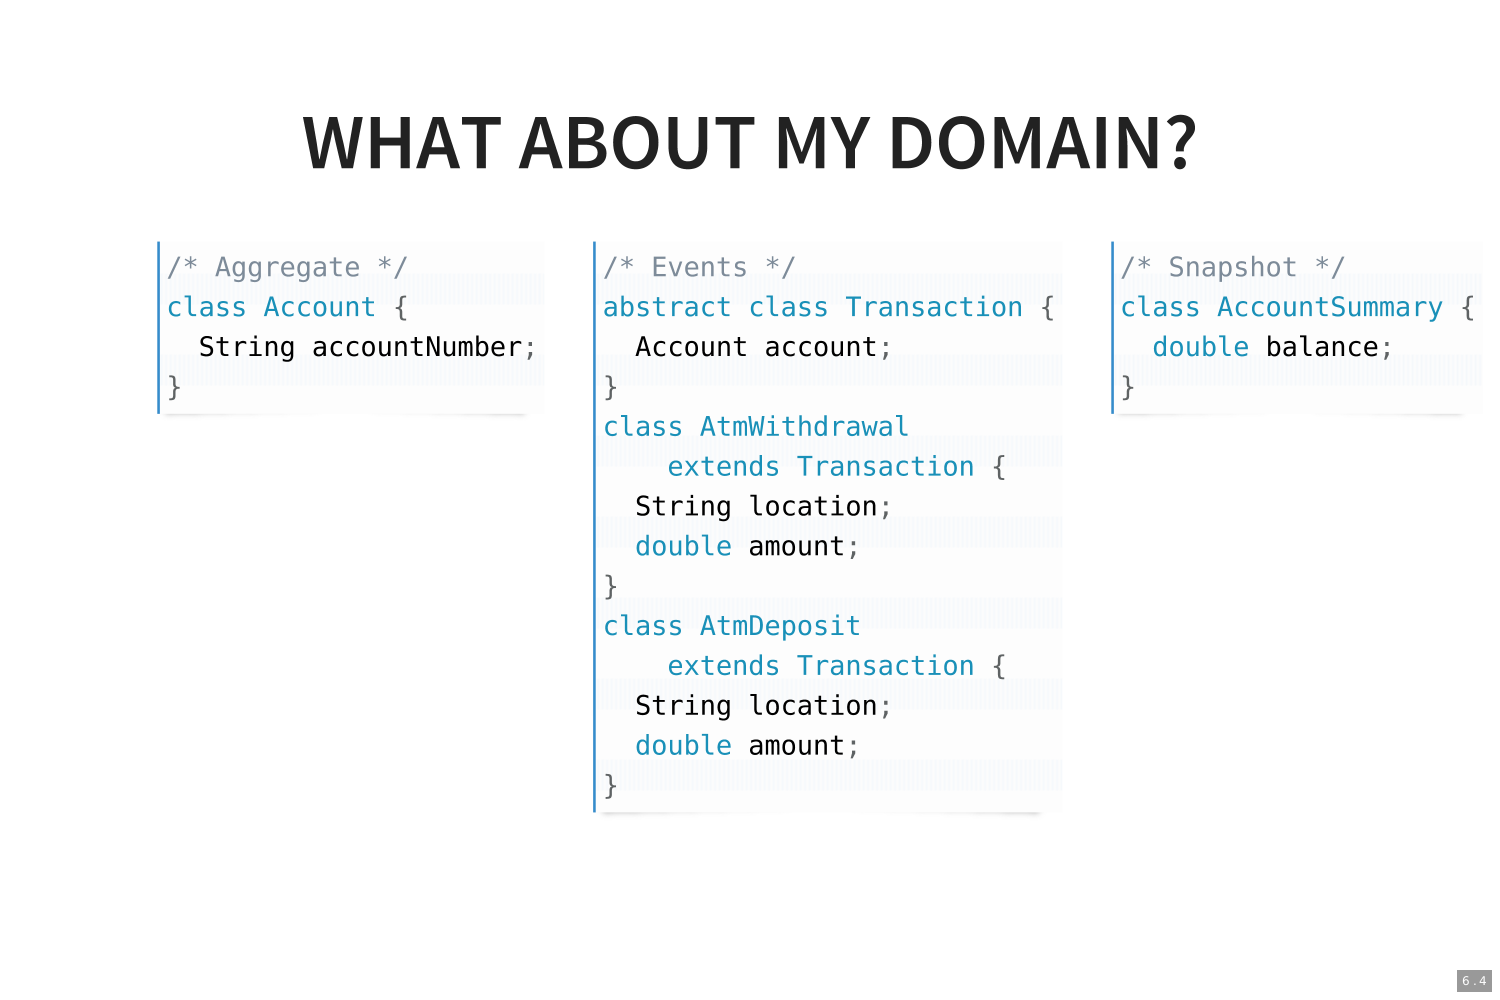 WHAT ABOUT MY DOMAIN?
/* Aggregate */
class Account {
  String accountNumber;
}
/* Events */
abstract class Transaction {
  Account account;
}
class AtmWithdrawal
    extends Transaction {
  String location;
  double amount;
}
class AtmDeposit
    extends Transaction {
  String location;
  double amount;
}
/* Snapshot */
class AccountSummary {
  double balance;
}
6.4